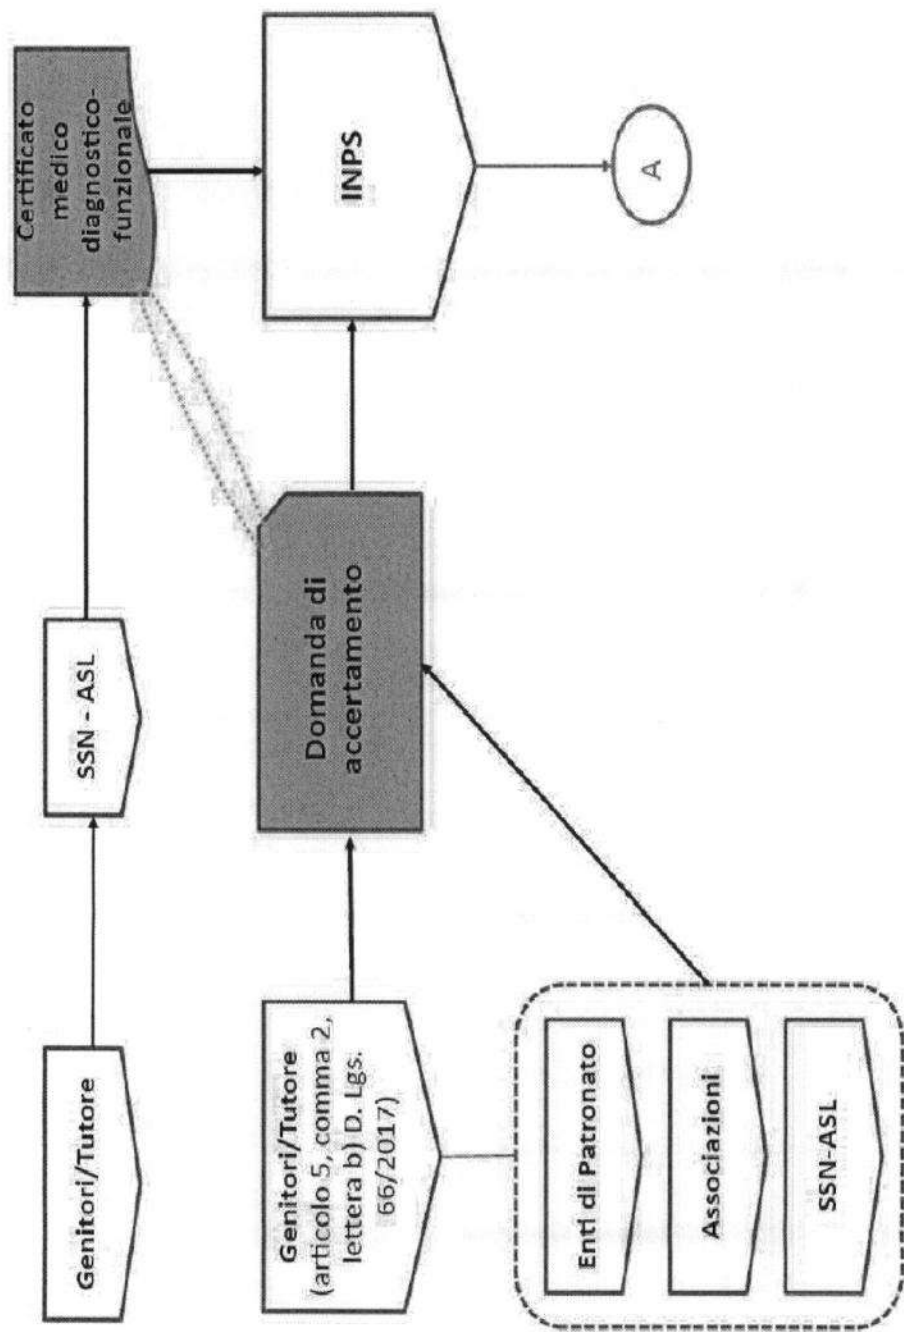 Genitori/Tutore
SSN - ASL
Certificato
medico
diagnostico-
funzionale
Genitori/Tutore
(articolo 5, comma 2,
lettera b) D. Lgs.
66/2017)
Domanda di
accertamento
INPS
A
Enti di Patronato
Associazioni
SSN-ASL